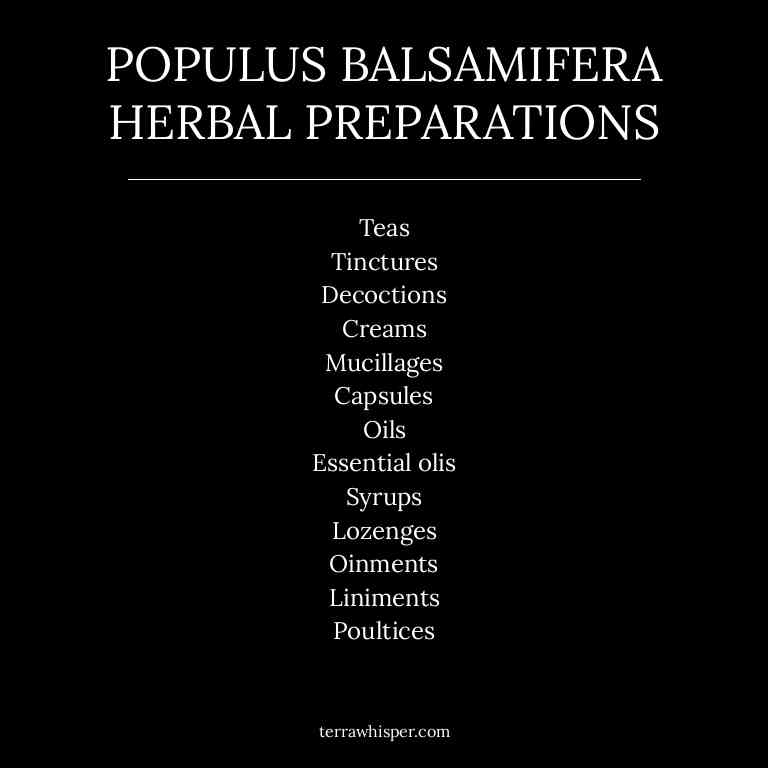 POPULUS BALSAMIFERA
HERBAL PREPARATIONS
Teas
Tinctures
Decoctions
Creams
Mucillages
Capsules
Oils
Essential olis
Syrups
Lozenges
Oinments
Liniments
Poultices
terrawhisper.com